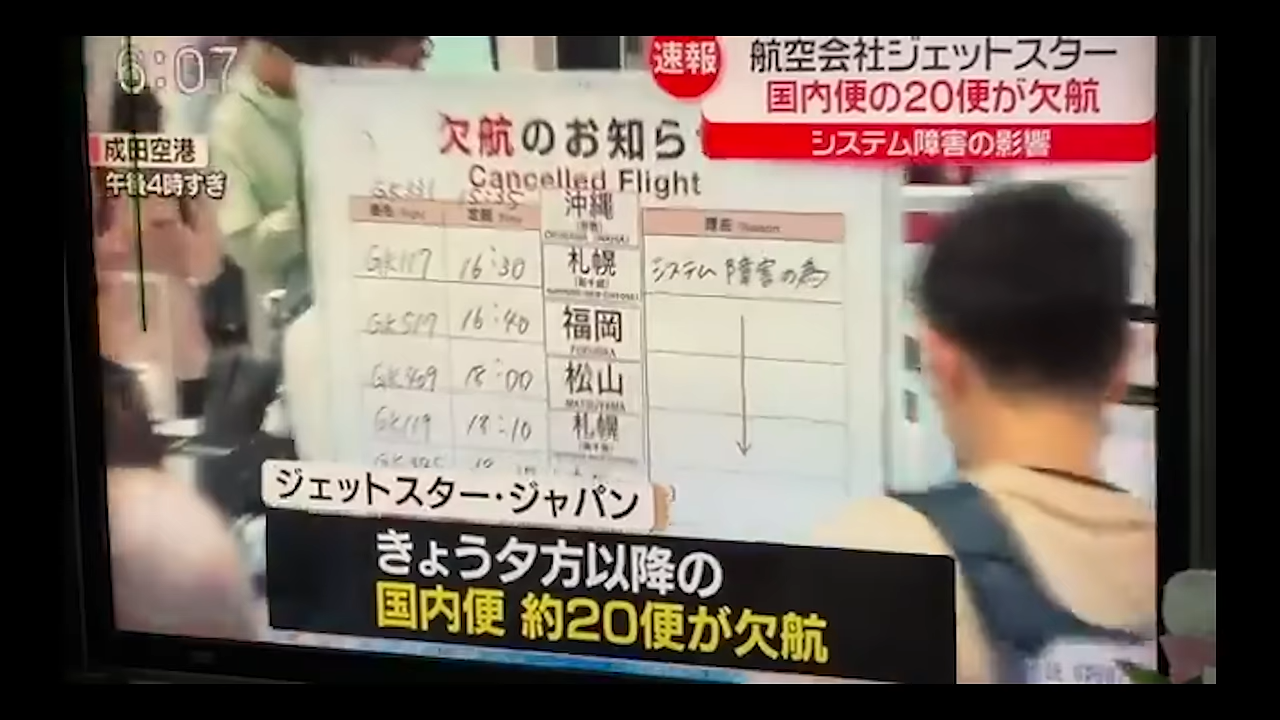 6:07
成田空港
午後4時すぎ
速報
航空会社ジェットスター
国内便の20便が欠航
システム障害の影響
欠航のお知ら
Cancelled Flight
15:35 沖縄
GK117 16:30 札幌 システム障害の為
GK517 16:40 福岡
FUKUOKA
18:00 松山
MATSUYAMA
GK119 18:10 札幌
ジェットスター・ジャパン
きょう夕方以降の
国内便 約20便が欠航